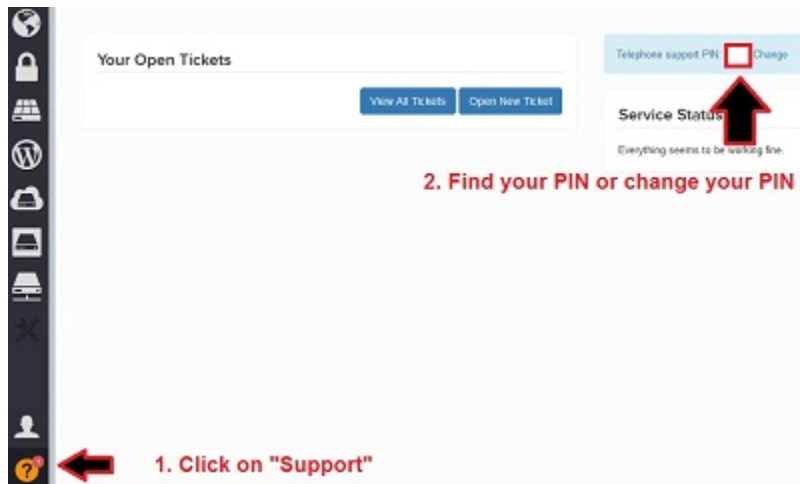 Your Open Tickets
View All Tickets
Open New Ticket
Telephone support PIN:
Change
Service Status
Everything seems to be working fine.
2. Find your PIN or change your PIN
1. Click on "Support"